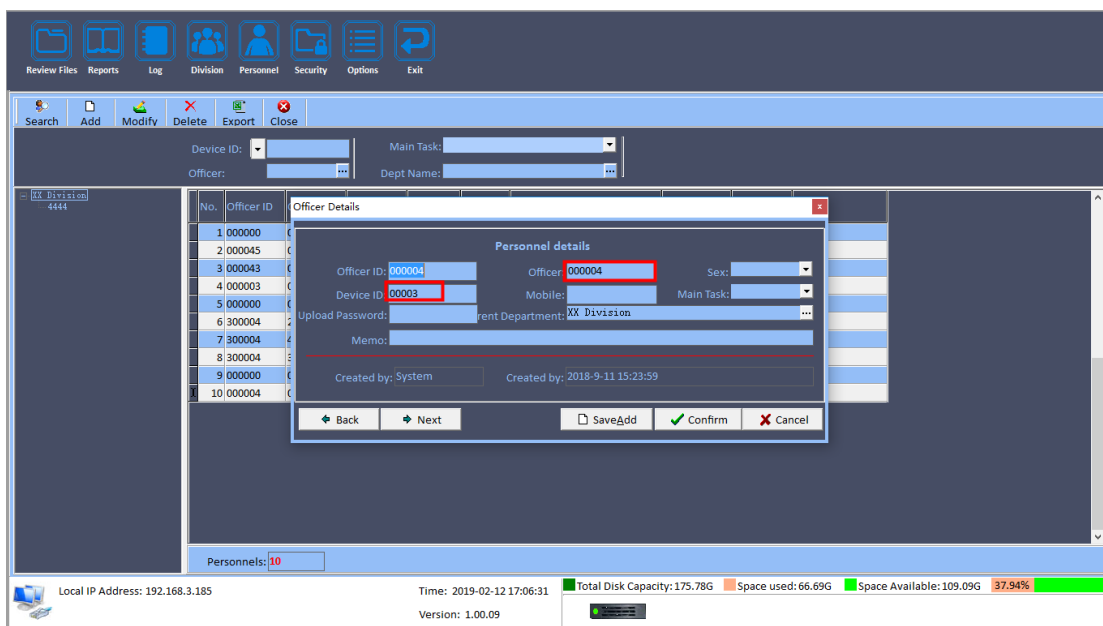 Review Files Reports Log Division Personnel Security Options Exit
Search Add Modify Delete Export Close
Device ID: Main Task:
Officer: ... Dept Name: ...
XX Division
4444
No. Officer ID
1 000000
2 000045
3 000043
4 000003
5 000000
6 300004
7 300004
8 300004
9 000000
10 000004
Officer Details x
Personnel details
Officer ID: 000004 Officer 000004 Sex:
Device ID 00003 Mobile: Main Task:
Upload Password: rent Department: XX Division ...
Memo:
Created by: System Created by: 2018-9-11 15:23:59
Back Next SaveAdd Confirm Cancel
Personnels: 10
Local IP Address: 192.168.3.185 Time: 2019-02-12 17:06:31 Total Disk Capacity: 175.78G Space used: 66.69G Space Available: 109.09G 37.94%
Version: 1.00.09